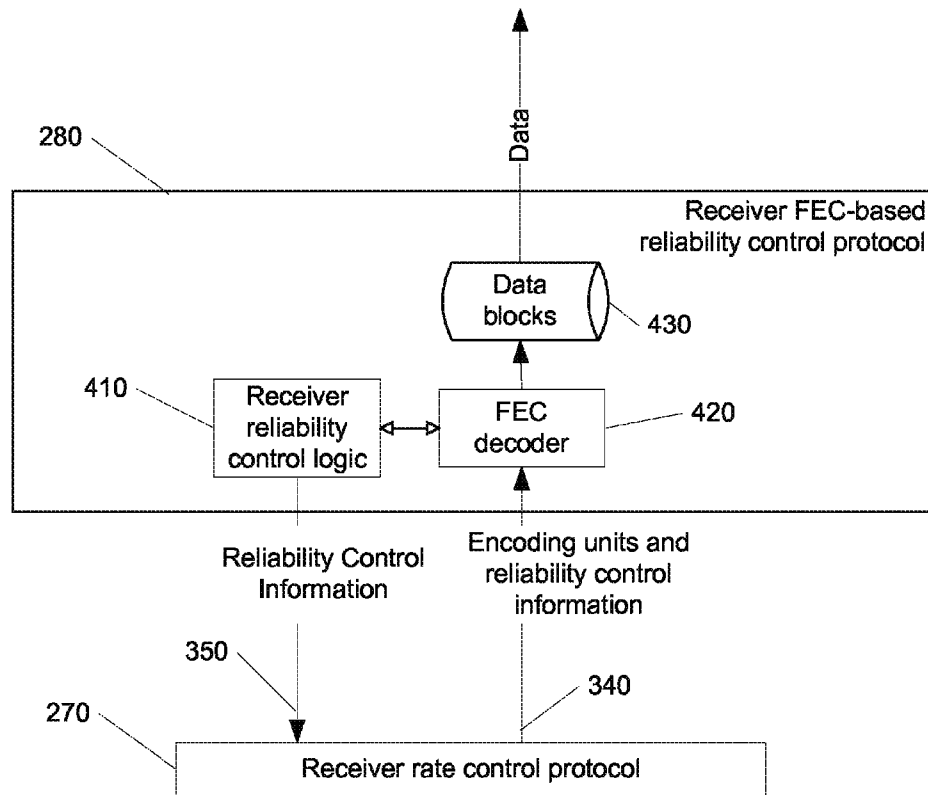 Data
280
Receiver FEC-based
reliability control protocol
Data
blocks
430
410
Receiver
reliability
control logic
FEC
decoder
420
Reliability Control
Information
Encoding units and
reliability control
information
350
340
270
Receiver rate control protocol